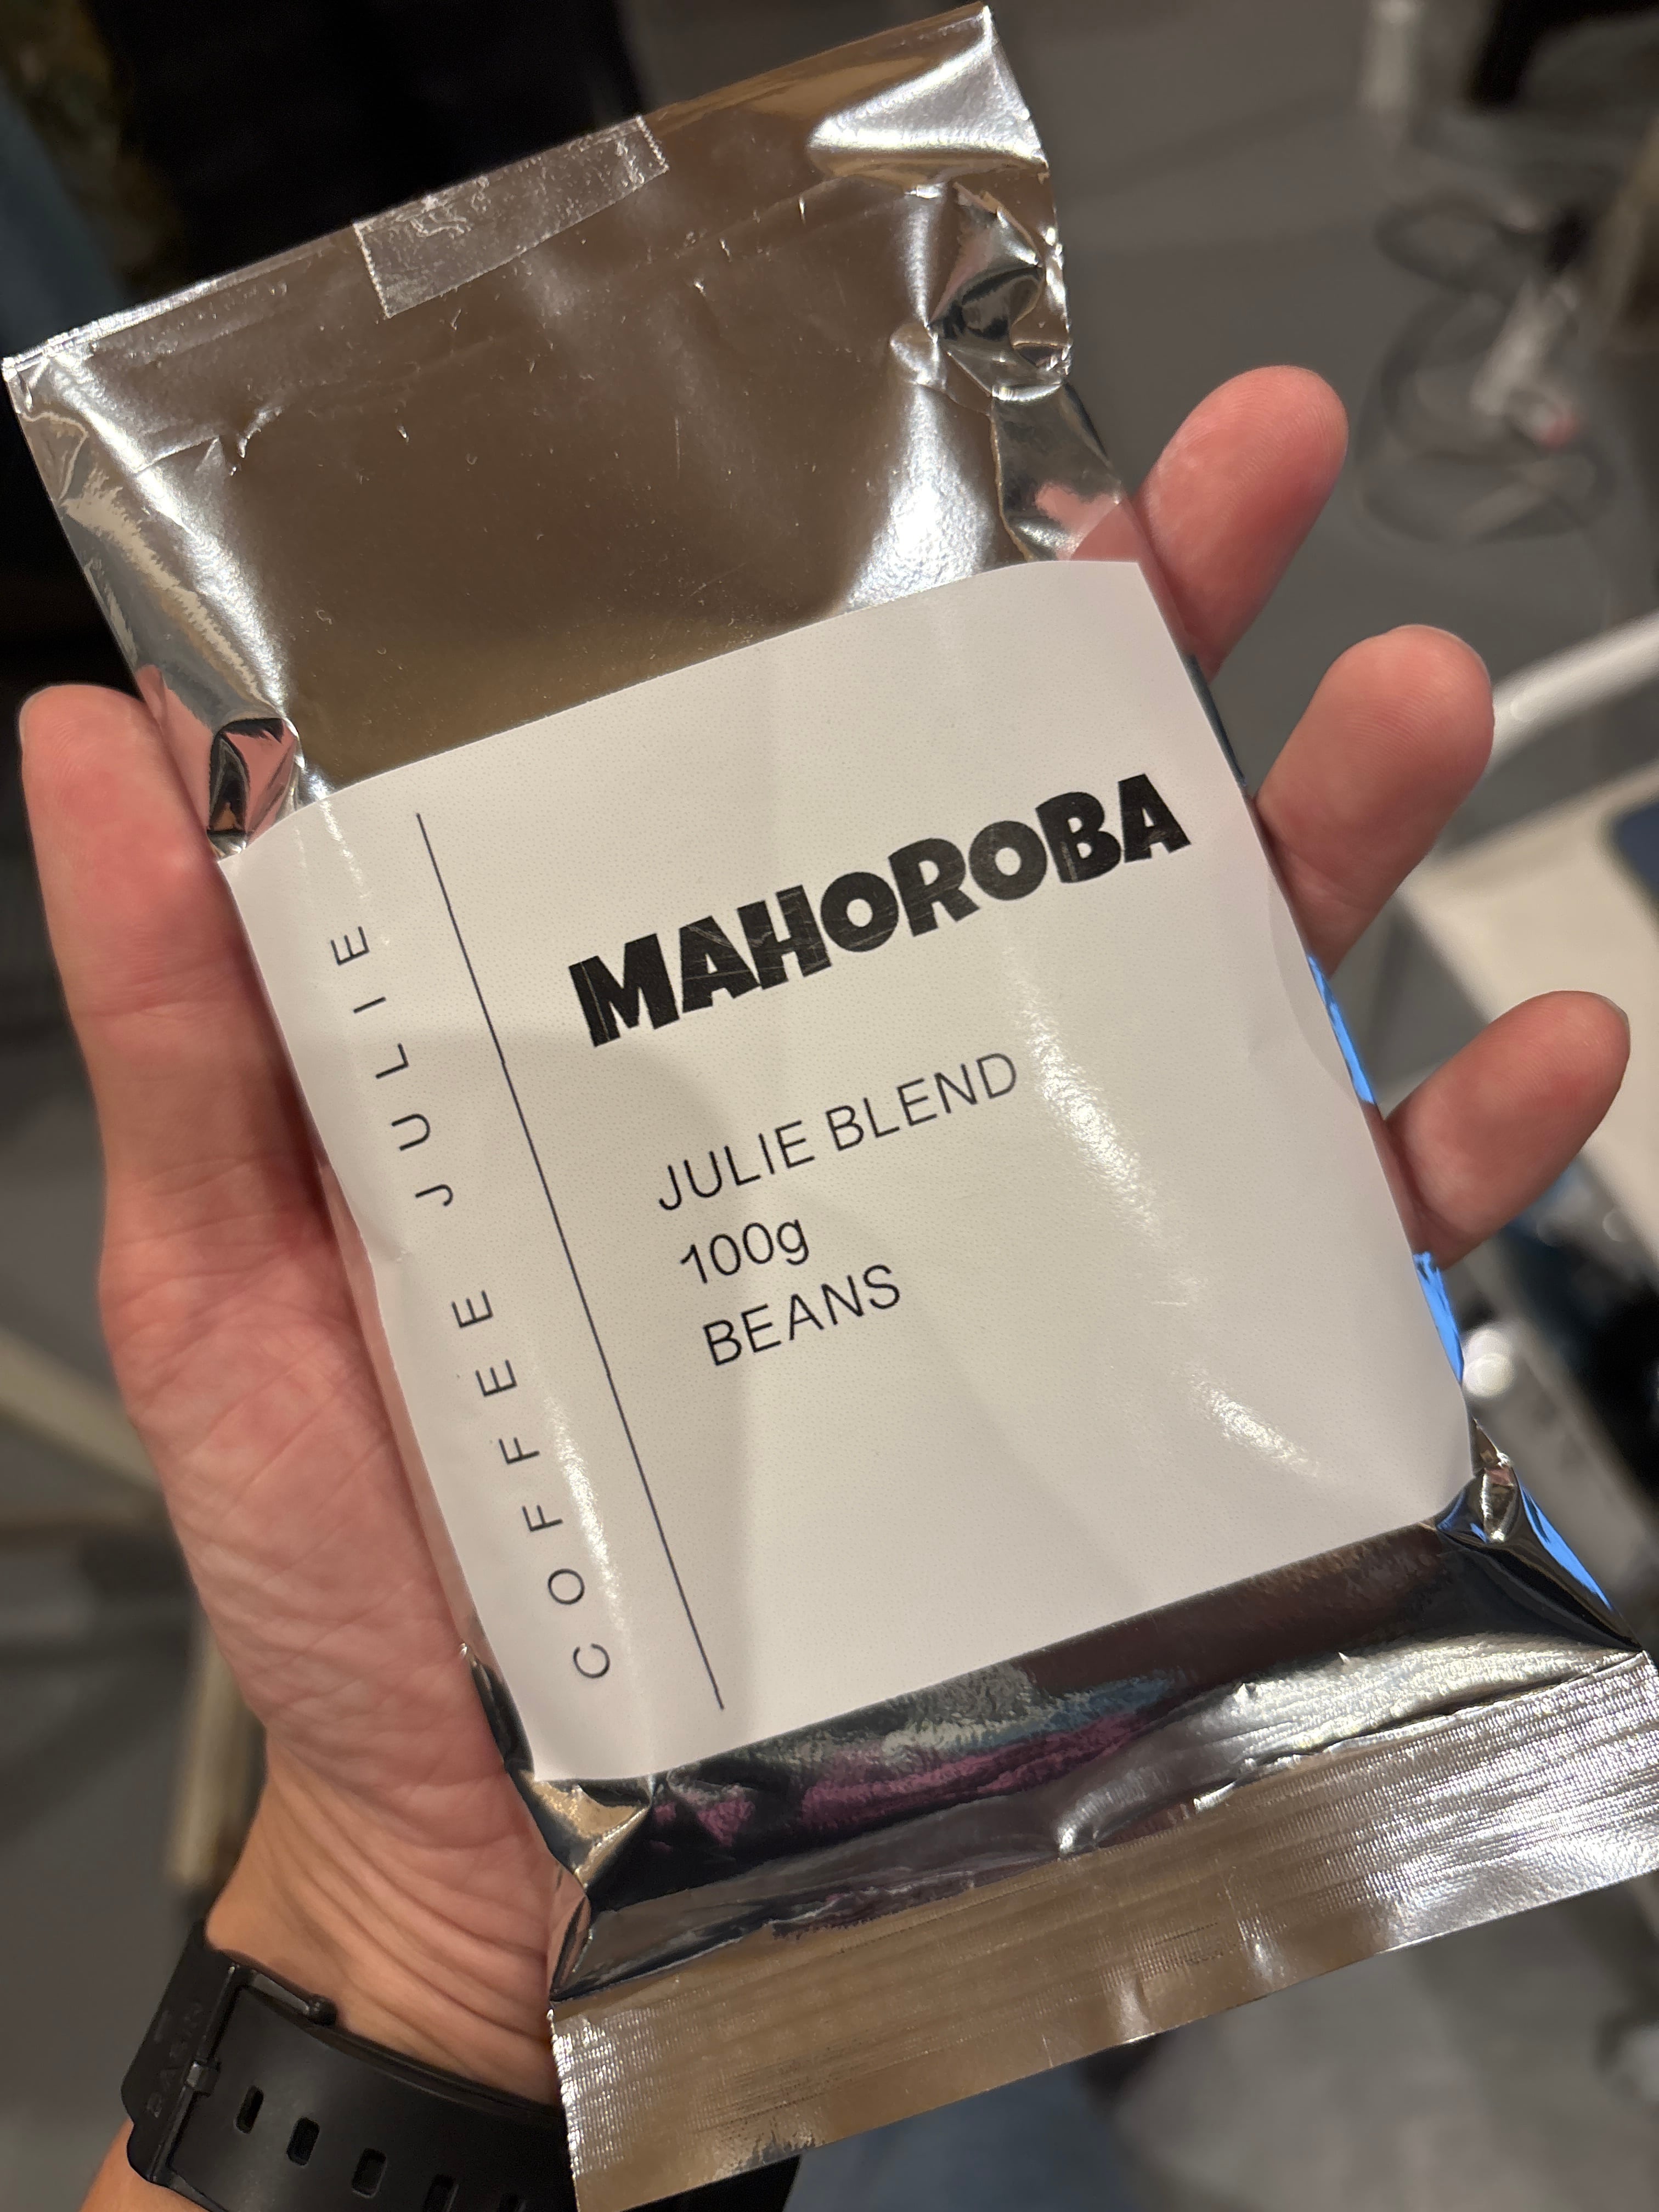 MAHOROBA
JULIE BLEND
100g
BEANS
COFFEE JULIE